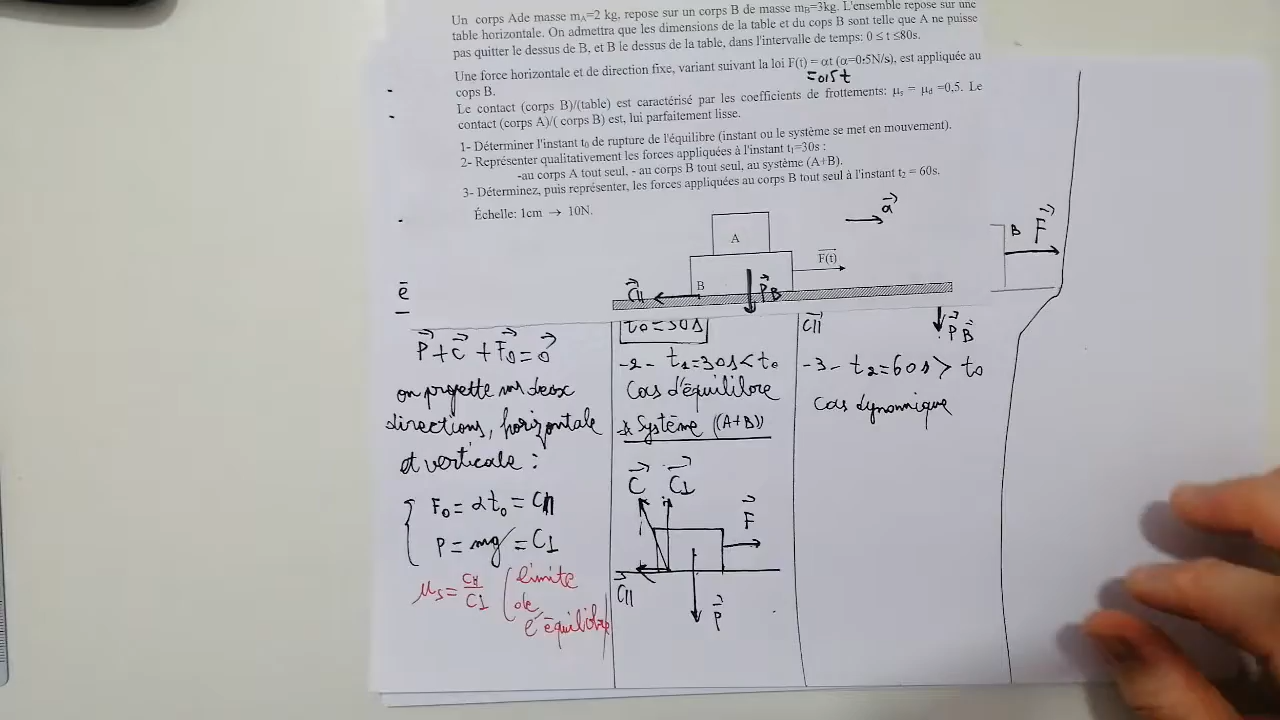 Un corps Ade masse mA=2 kg, repose sur un corps B de masse mB=3kg. L'ensemble repose sur une
table horizontale. On admettra que les dimensions de la table et du cops B sont telle que A ne puisse
pas quitter le dessus de B, et B le dessus de la table, dans l'intervalle de temps: 0 ≤ t ≤80s.
Une force horizontale et de direction fixe, variant suivant la loi F(t) = αt (α=0.5N/s), est appliquée au
cops B.
=0,5t
Le contact (corps B)/(table) est caractérisé par les coefficients de frottements: μs = μd =0,5. Le
contact (corps A)/( corps B) est, lui parfaitement lisse.
1- Déterminer l'instant t0 de rupture de l'équilibre (instant ou le système se met en mouvement).
2- Représenter qualitativement les forces appliquées à l'instant t1=30s :
-au corps A tout seul, - au corps B tout seul, au système (A+B).
3- Déterminez, puis représenter, les forces appliquées au corps B tout seul à l'instant t2 = 60s.
Échelle: 1cm → 10N.
a⃗
A
B
F(t)
C⃗//
P⃗B
B F⃗
ē
P⃗ + C⃗ + F⃗0 = 0⃗
on projette sur deux
directions, horizontale
et verticale :
F0 = αt0 = C//
P = mg = C⊥
μs = C// / C⊥ (limite
de
l'équilibre
t0 = 50s
-2- t1 = 30s < t0
Cas d'équilibre
* Système (A+B)
C⃗ C⃗⊥
F⃗
C⃗//
P⃗
C⃗//
P⃗B
-3- t2 = 60s > t0
Cas dynamique